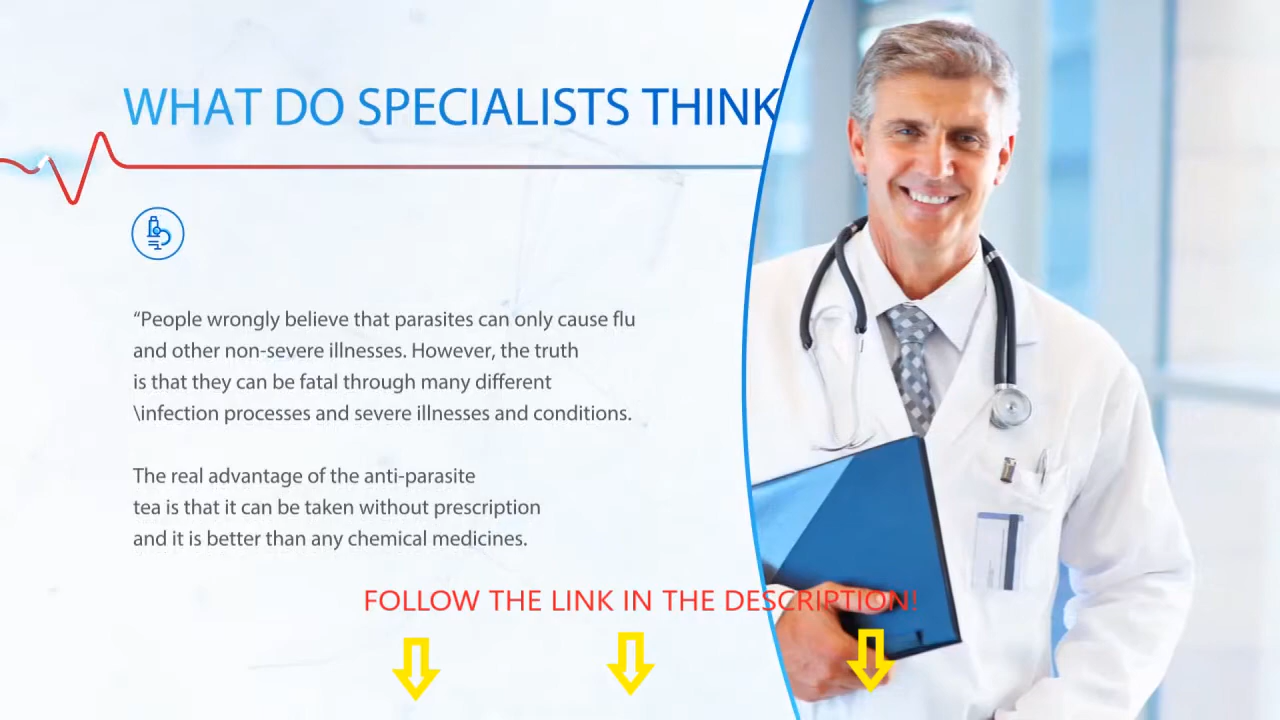 WHAT DO SPECIALISTS THINK
“People wrongly believe that parasites can only cause flu
and other non-severe illnesses. However, the truth
is that they can be fatal through many different
\infection processes and severe illnesses and conditions.
The real advantage of the anti-parasite
tea is that it can be taken without prescription
and it is better than any chemical medicines.
FOLLOW THE LINK IN THE DESCRIPTION!